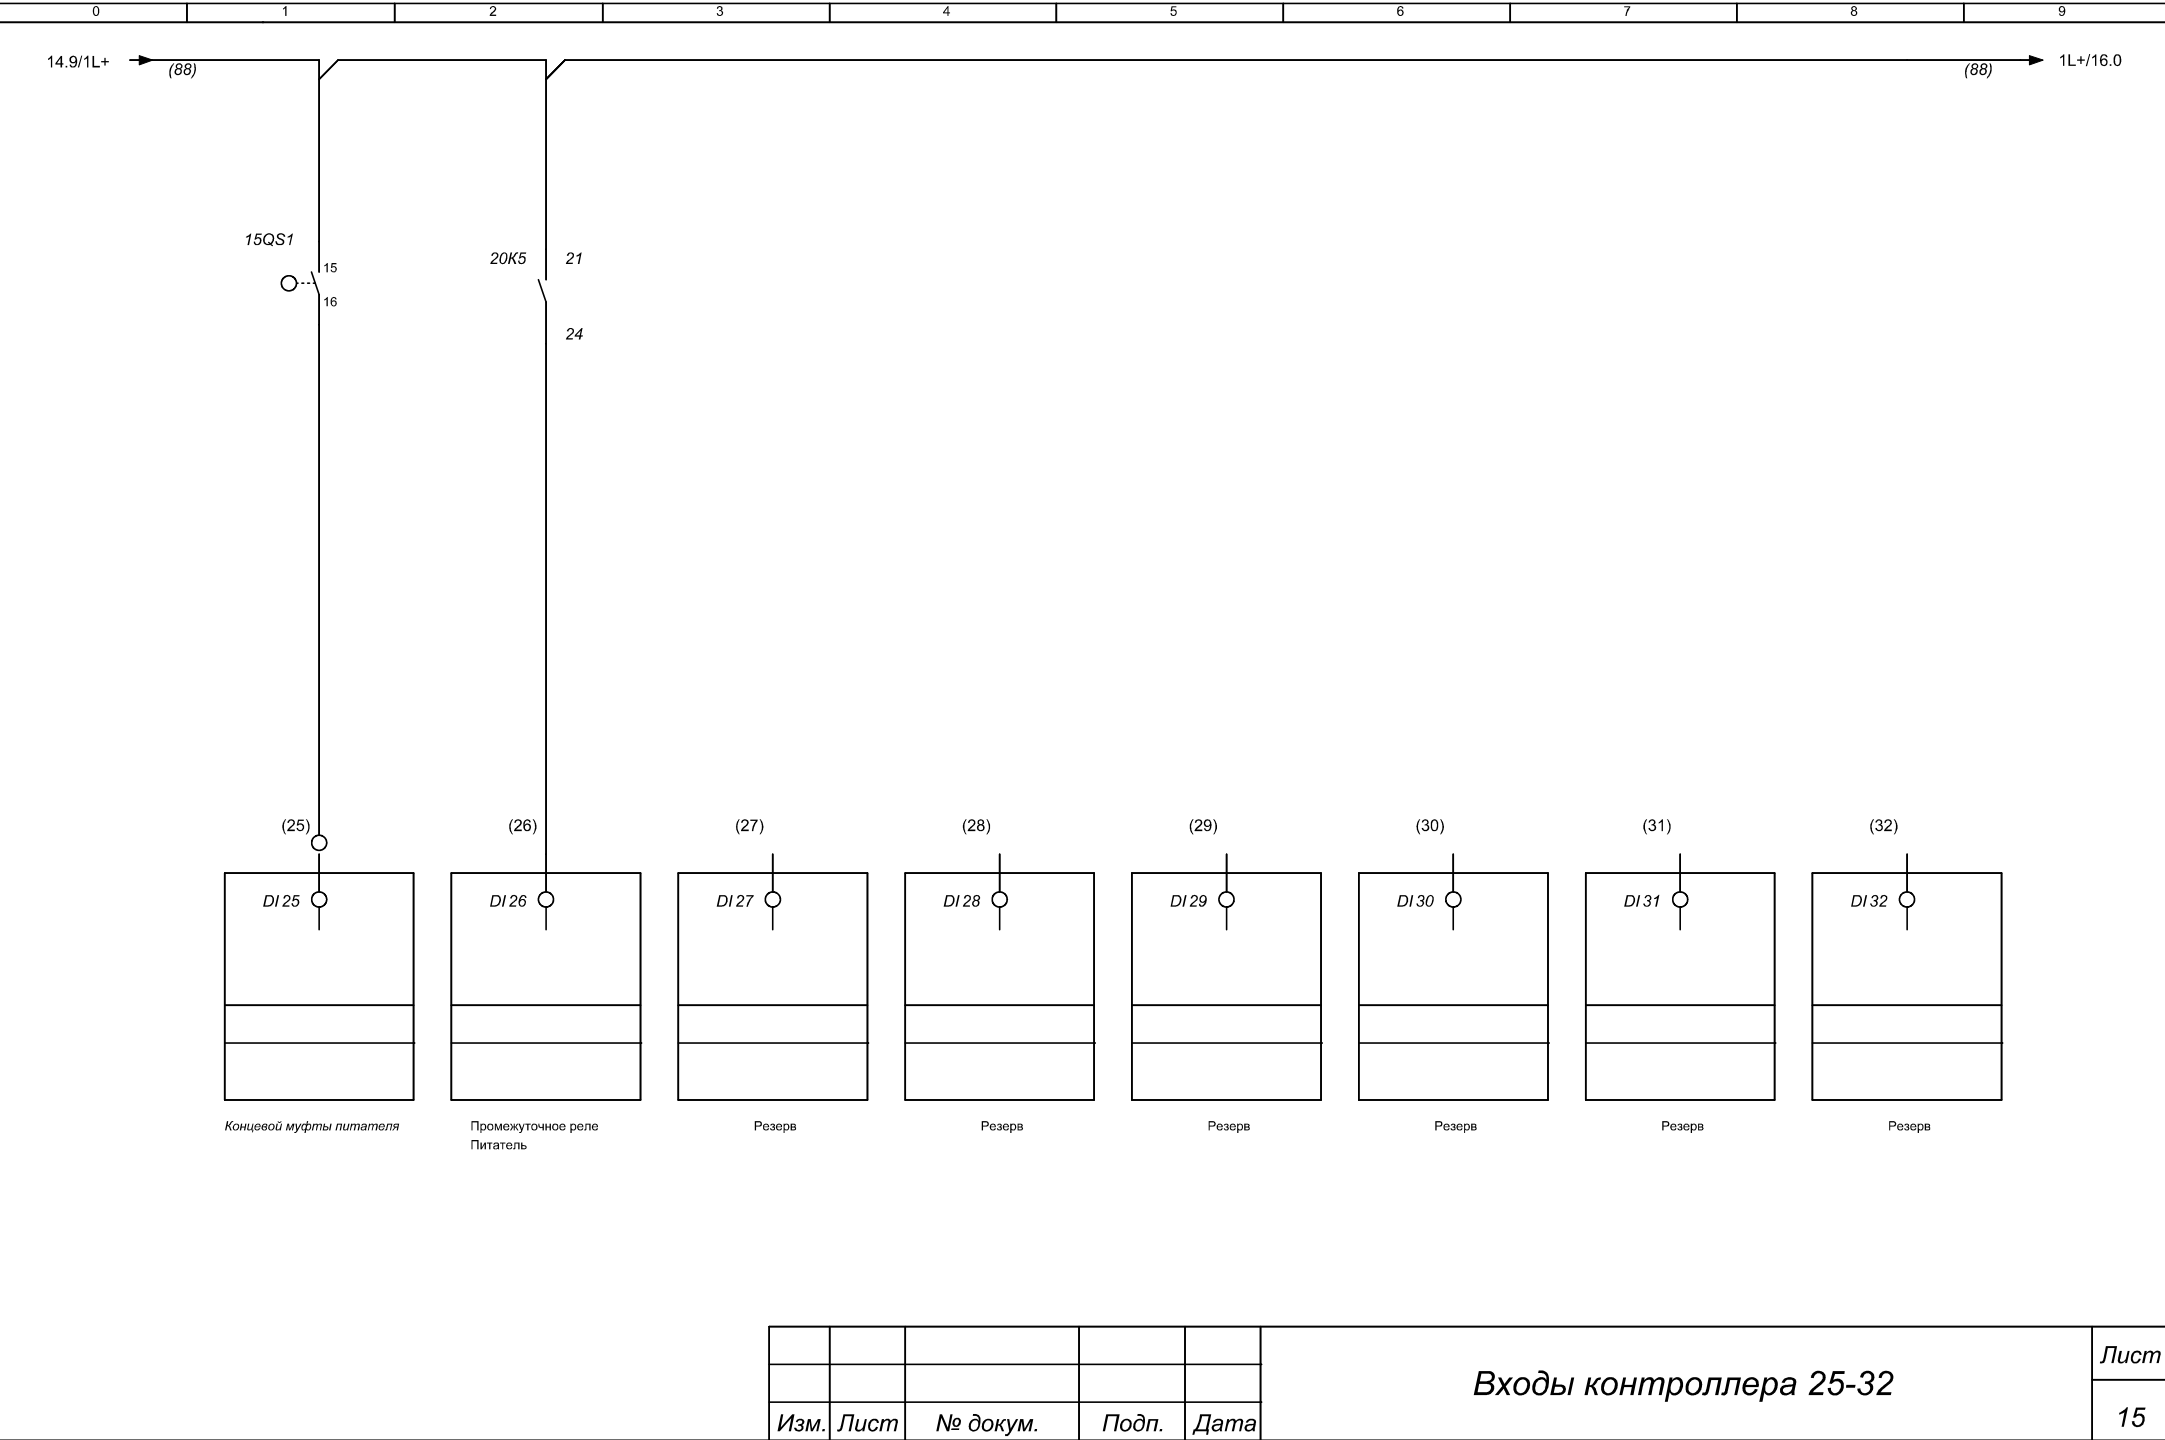 0 1 2 3 4 5 6 7 8 9
14.9/1L+ (88) (88) 1L+/16.0
15QS1
15
16
20K5 21
24
(25) (26) (27) (28) (29) (30) (31) (32)
DI 25 DI 26 DI 27 DI 28 DI 29 DI 30 DI 31 DI 32
Концевой муфты питателя
Промежуточное реле
Питатель
Резерв Резерв Резерв Резерв Резерв Резерв
Входы контроллера 25-32
Лист
15
Изм. Лист № докум. Подп. Дата